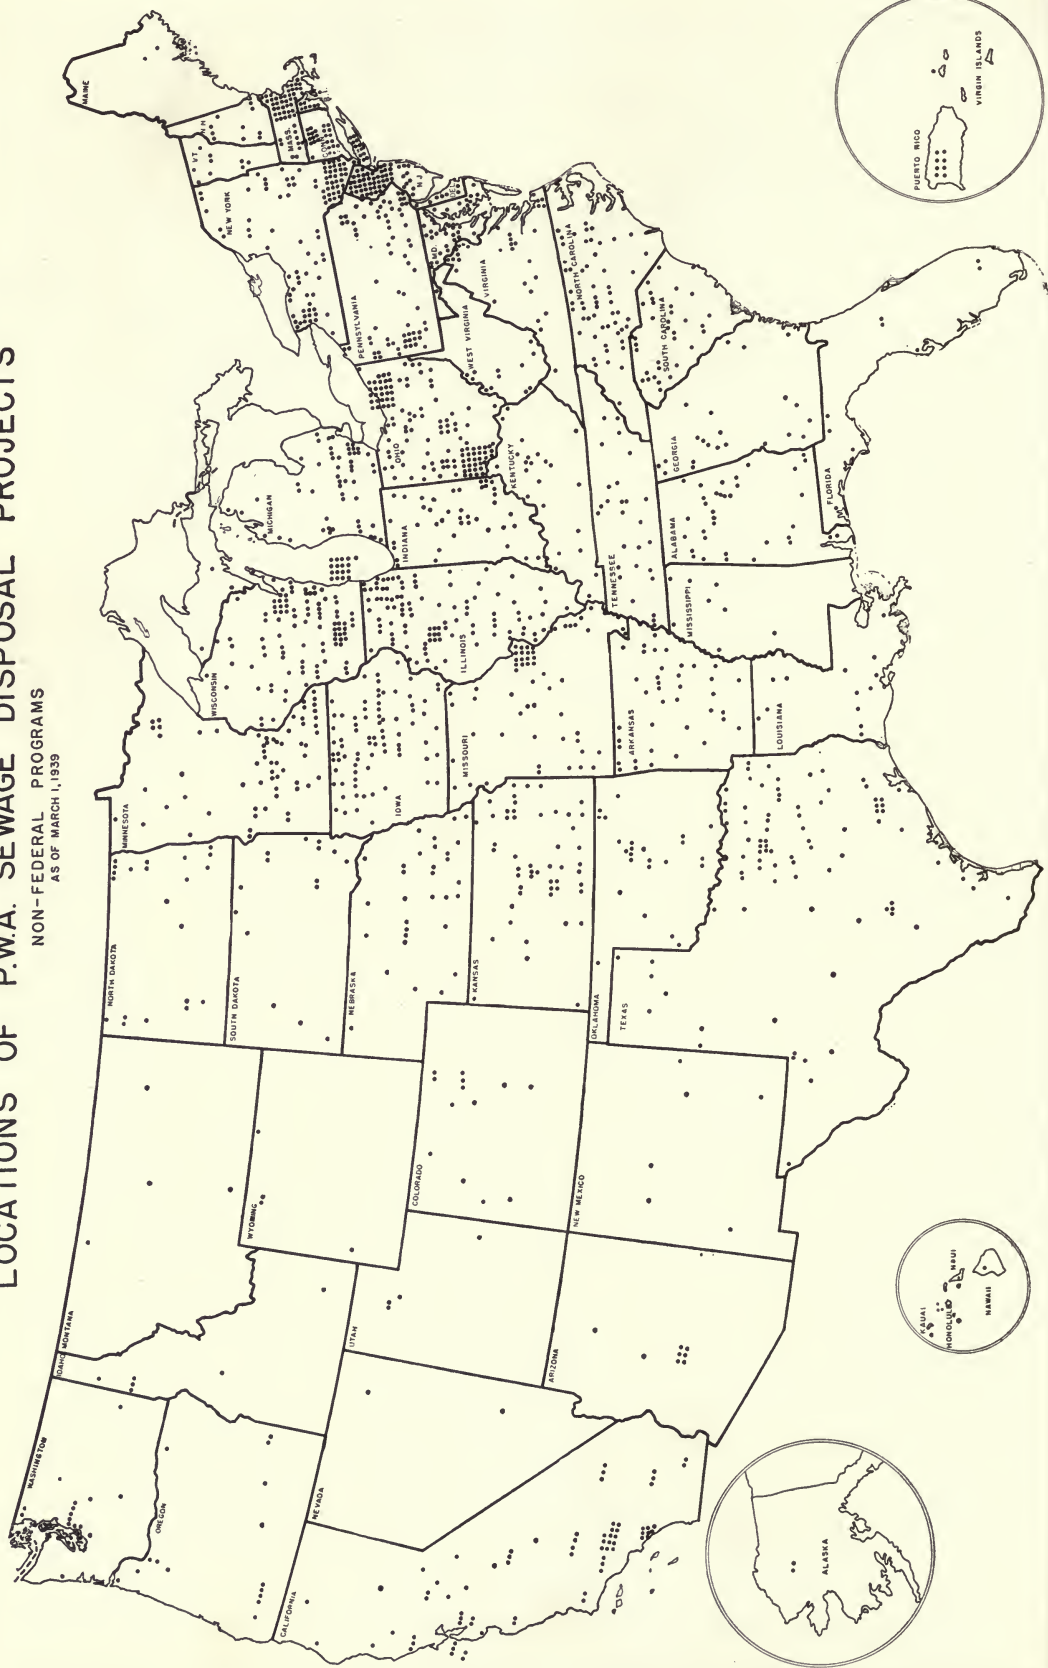 LOCATIONS OF P.W.A. SEWAGE DISPOSAL PROJECTS
NON-FEDERAL PROGRAMS
AS OF MARCH 1, 1939
WASHINGTON
IDAHO
MONTANA
NORTH DAKOTA
MINNESOTA
WISCONSIN
MICHIGAN
NEW YORK
VT.
N.H.
MAINE
MASS.
CONN.
OREGON
WYOMING
SOUTH DAKOTA
IOWA
ILLINOIS
INDIANA
OHIO
PENNSYLVANIA
N.J.
DEL.
MD.
NEVADA
UTAH
COLORADO
NEBRASKA
KANSAS
MISSOURI
KENTUCKY
WEST VIRGINIA
VIRGINIA
CALIFORNIA
ARIZONA
NEW MEXICO
OKLAHOMA
TEXAS
ARKANSAS
TENNESSEE
NORTH CAROLINA
SOUTH CAROLINA
LOUISIANA
MISSISSIPPI
ALABAMA
GEORGIA
FLORIDA
ALASKA
KAUAI
HONOLULU
MAUI
HAWAII
PUERTO RICO
VIRGIN ISLANDS